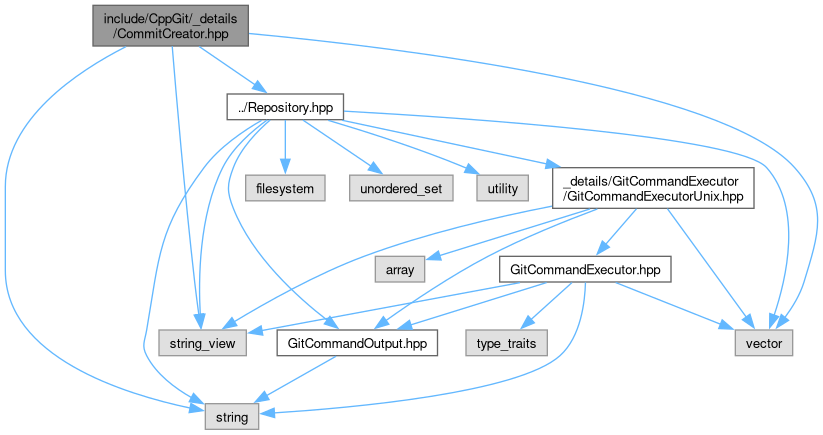 include/CppGit/_details
/CommitCreator.hpp
../Repository.hpp
filesystem
unordered_set
utility
_details/GitCommandExecutor
/GitCommandExecutorUnix.hpp
array
GitCommandExecutor.hpp
string_view
GitCommandOutput.hpp
type_traits
vector
string